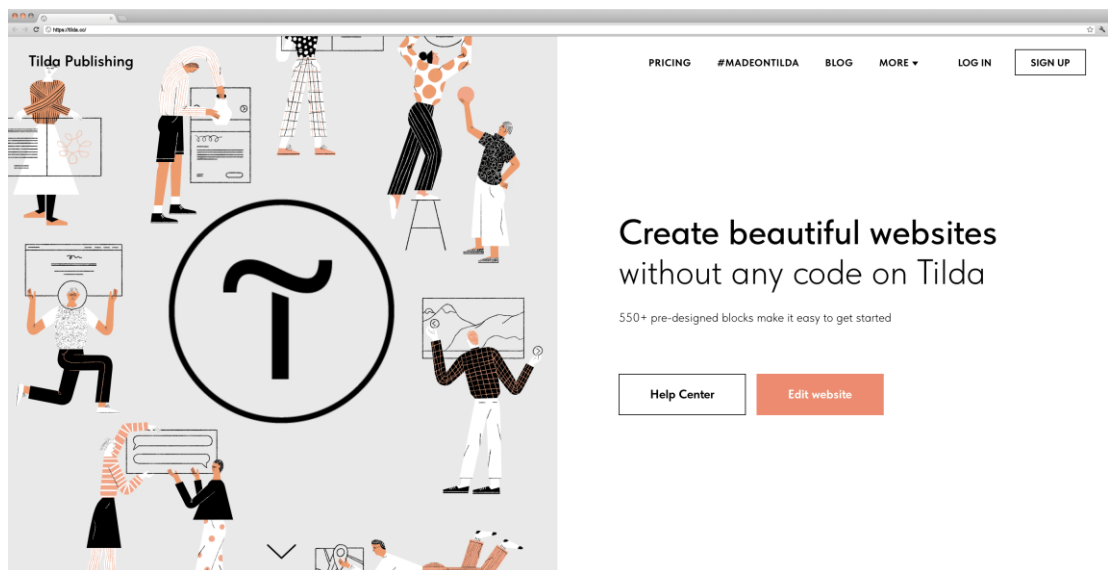 https://tilda.cc/
Tilda Publishing
PRICING #MADEONTILDA BLOG MORE LOG IN SIGN UP
Create beautiful websites
without any code on Tilda
550+ pre-designed blocks make it easy to get started
Help Center Edit website